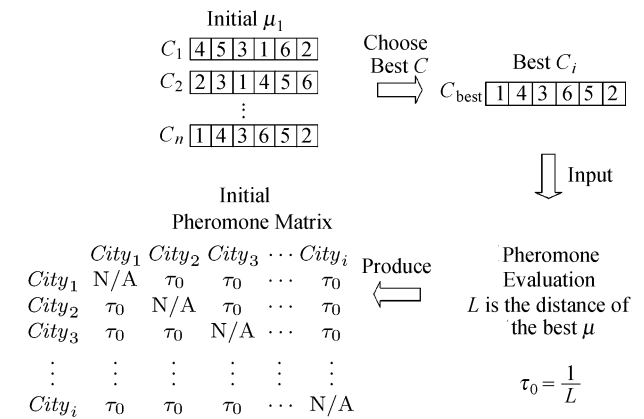 Initial μ₁
C₁ 4 5 3 1 6 2
C₂ 2 3 1 4 5 6
⋮
Cₙ 1 4 3 6 5 2
Choose
Best C
Best Cᵢ
C_best 1 4 3 6 5 2
Input
Pheromone
Evaluation
L is the distance of
the best μ
τ₀ = 1/L
Produce
Initial
Pheromone Matrix
City₁ City₂ City₃ ⋯ Cityᵢ
City₁ N/A τ₀ τ₀ ⋯ τ₀
City₂ τ₀ N/A τ₀ ⋯ τ₀
City₃ τ₀ τ₀ N/A ⋯ τ₀
⋮ ⋮ ⋮ ⋮ ⋮ ⋮
Cityᵢ τ₀ τ₀ τ₀ ⋯ N/A